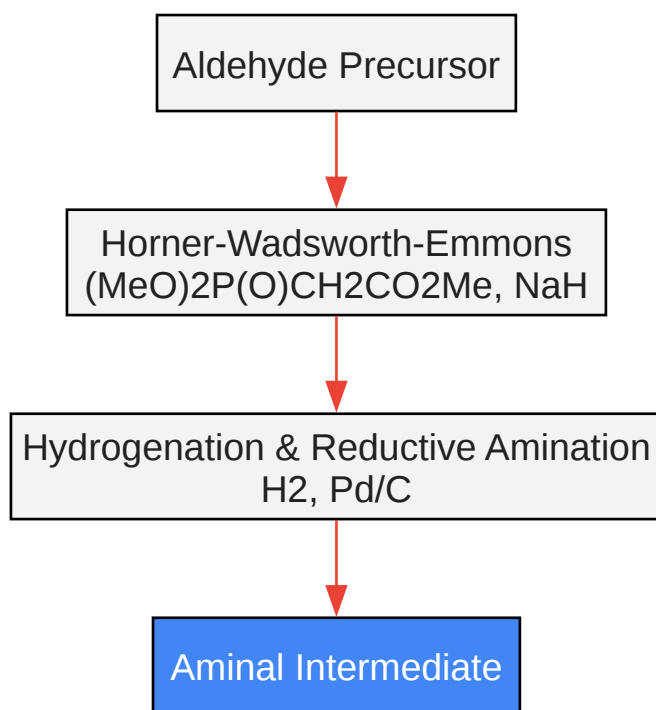 Aldehyde Precursor
Horner-Wadsworth-Emmons
(MeO)2P(O)CH2CO2Me, NaH
Hydrogenation & Reductive Amination
H2, Pd/C
Aminal Intermediate